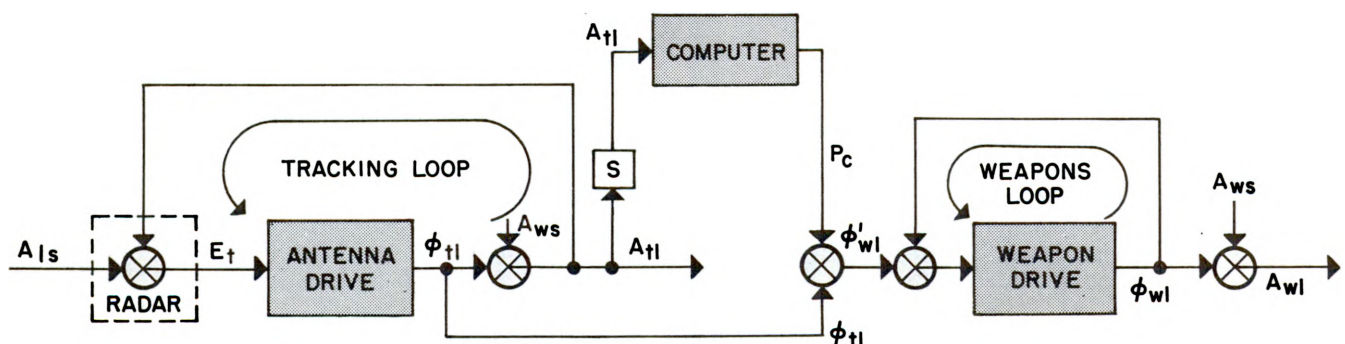 A_ls
RADAR
E_t
TRACKING LOOP
ANTENNA
DRIVE
ϕ_tl
A_ws
A_tl
S
A_tl
COMPUTER
P_c
ϕ_tl
ϕ'_wl
WEAPONS
LOOP
WEAPON
DRIVE
ϕ_wl
A_ws
A_wl